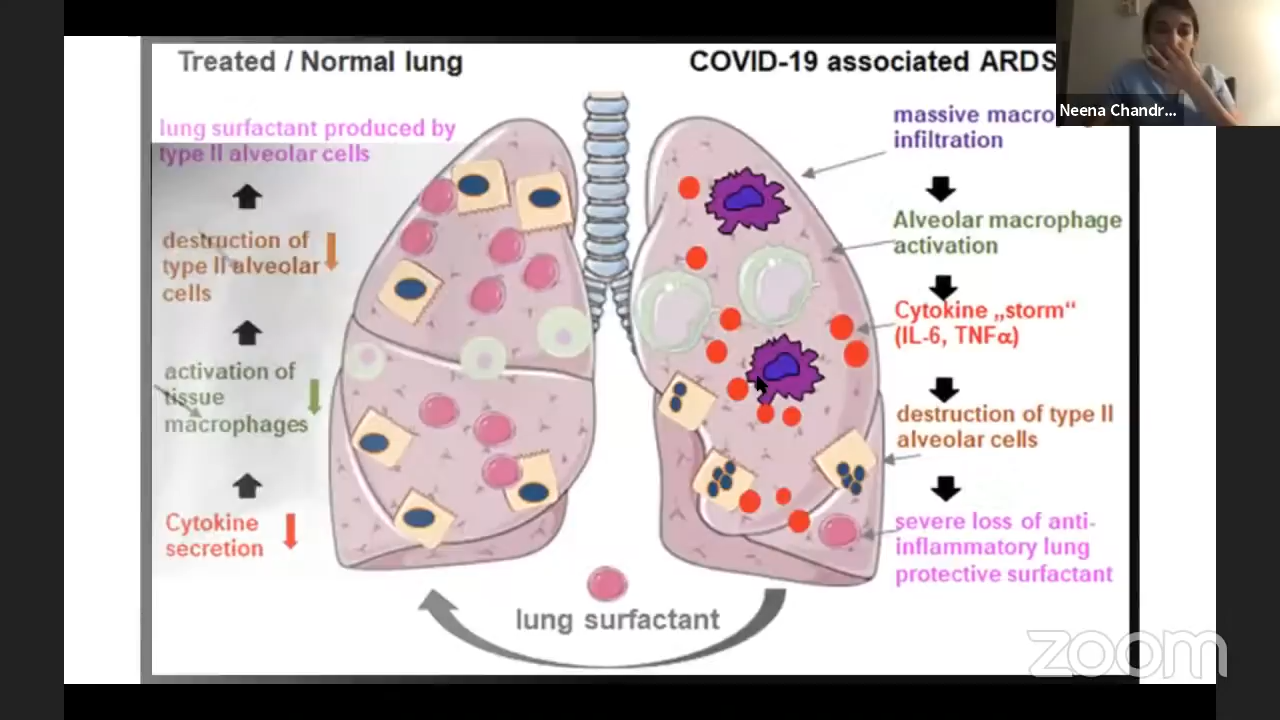 Treated / Normal lung
lung surfactant produced by
type II alveolar cells
destruction of
type II alveolar
cells
activation of
tissue
macrophages
Cytokine
secretion
COVID-19 associated ARDS
Neena Chandr...
massive macro
infiltration
Alveolar macrophage
activation
Cytokine „storm“
(IL-6, TNFα)
destruction of type II
alveolar cells
severe loss of anti-
inflammatory lung
protective surfactant
lung surfactant
zoom